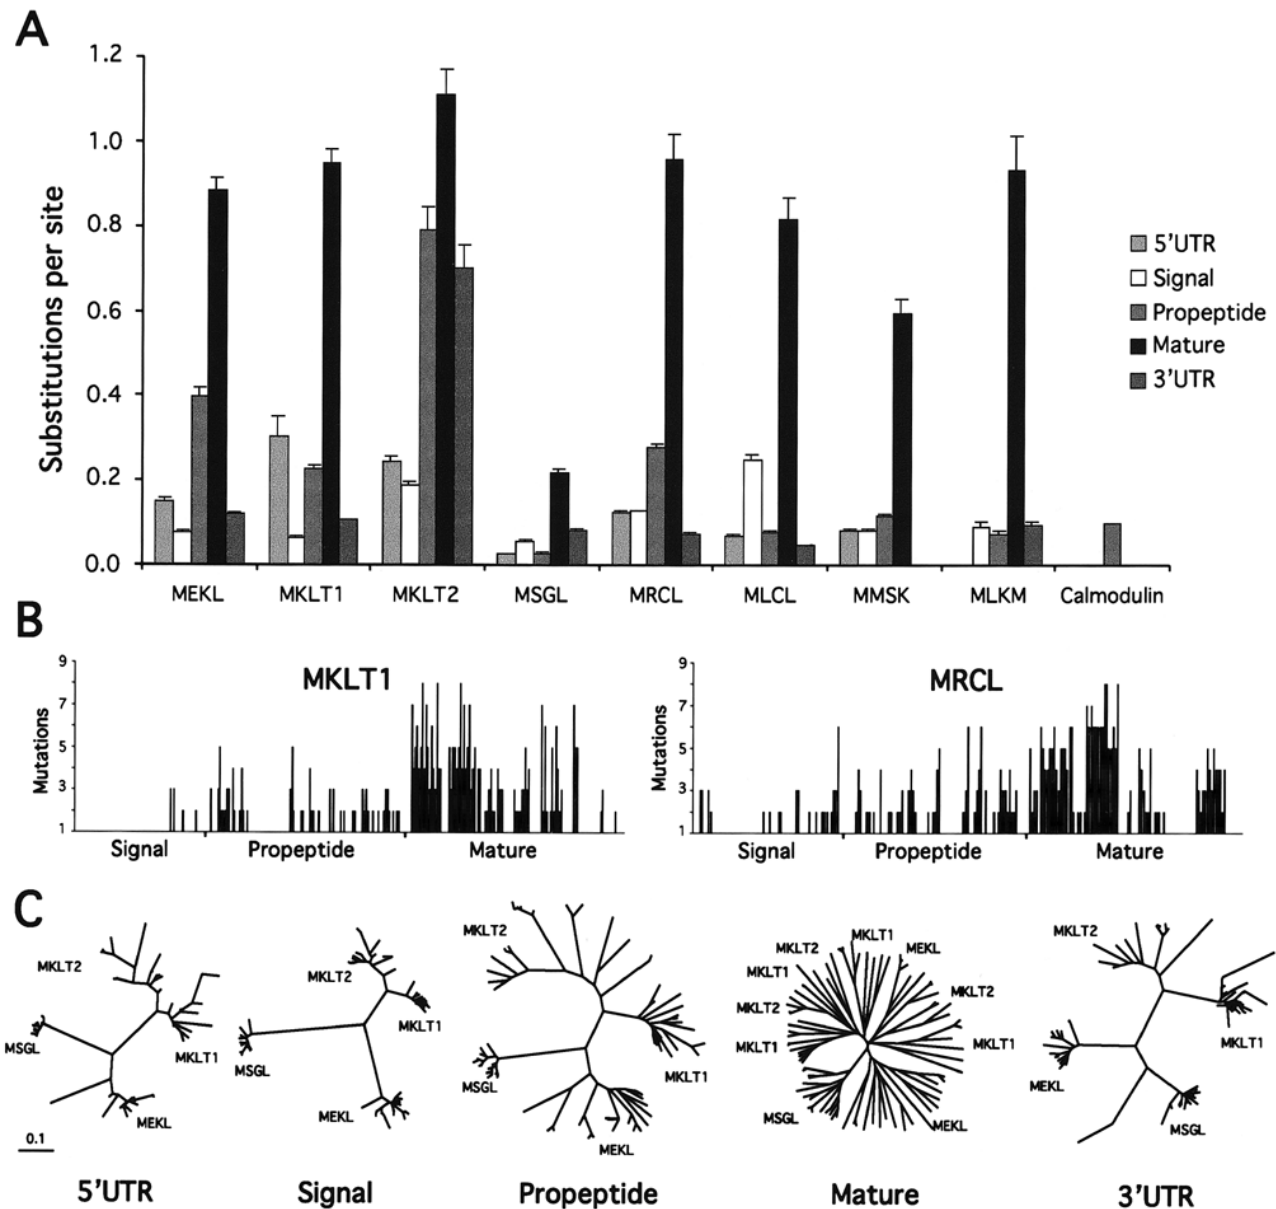 A
Substitutions per site
1.2
1.0
0.8
0.6
0.4
0.2
0.0
MEKL MKLT1 MKLT2 MSGL MRCL MLCL MMSK MLKM Calmodulin
5'UTR
Signal
Propeptide
Mature
3'UTR
B
MKLT1
Mutations
9
7
5
3
1
Signal Propeptide Mature
MRCL
Mutations
9
7
5
3
1
Signal Propeptide Mature
C
MKLT2
MSGL
MKLT1
MEKL
0.1
5'UTR
MKLT2
MKLT1
MSGL
MEKL
Signal
MKLT2
MSGL
MKLT1
MEKL
Propeptide
MKLT1
MKLT2
MEKL
MKLT1
MKLT2
MKLT2
MKLT1
MKLT1
MSGL
MEKL
Mature
MKLT2
MKLT1
MEKL
MSGL
3'UTR